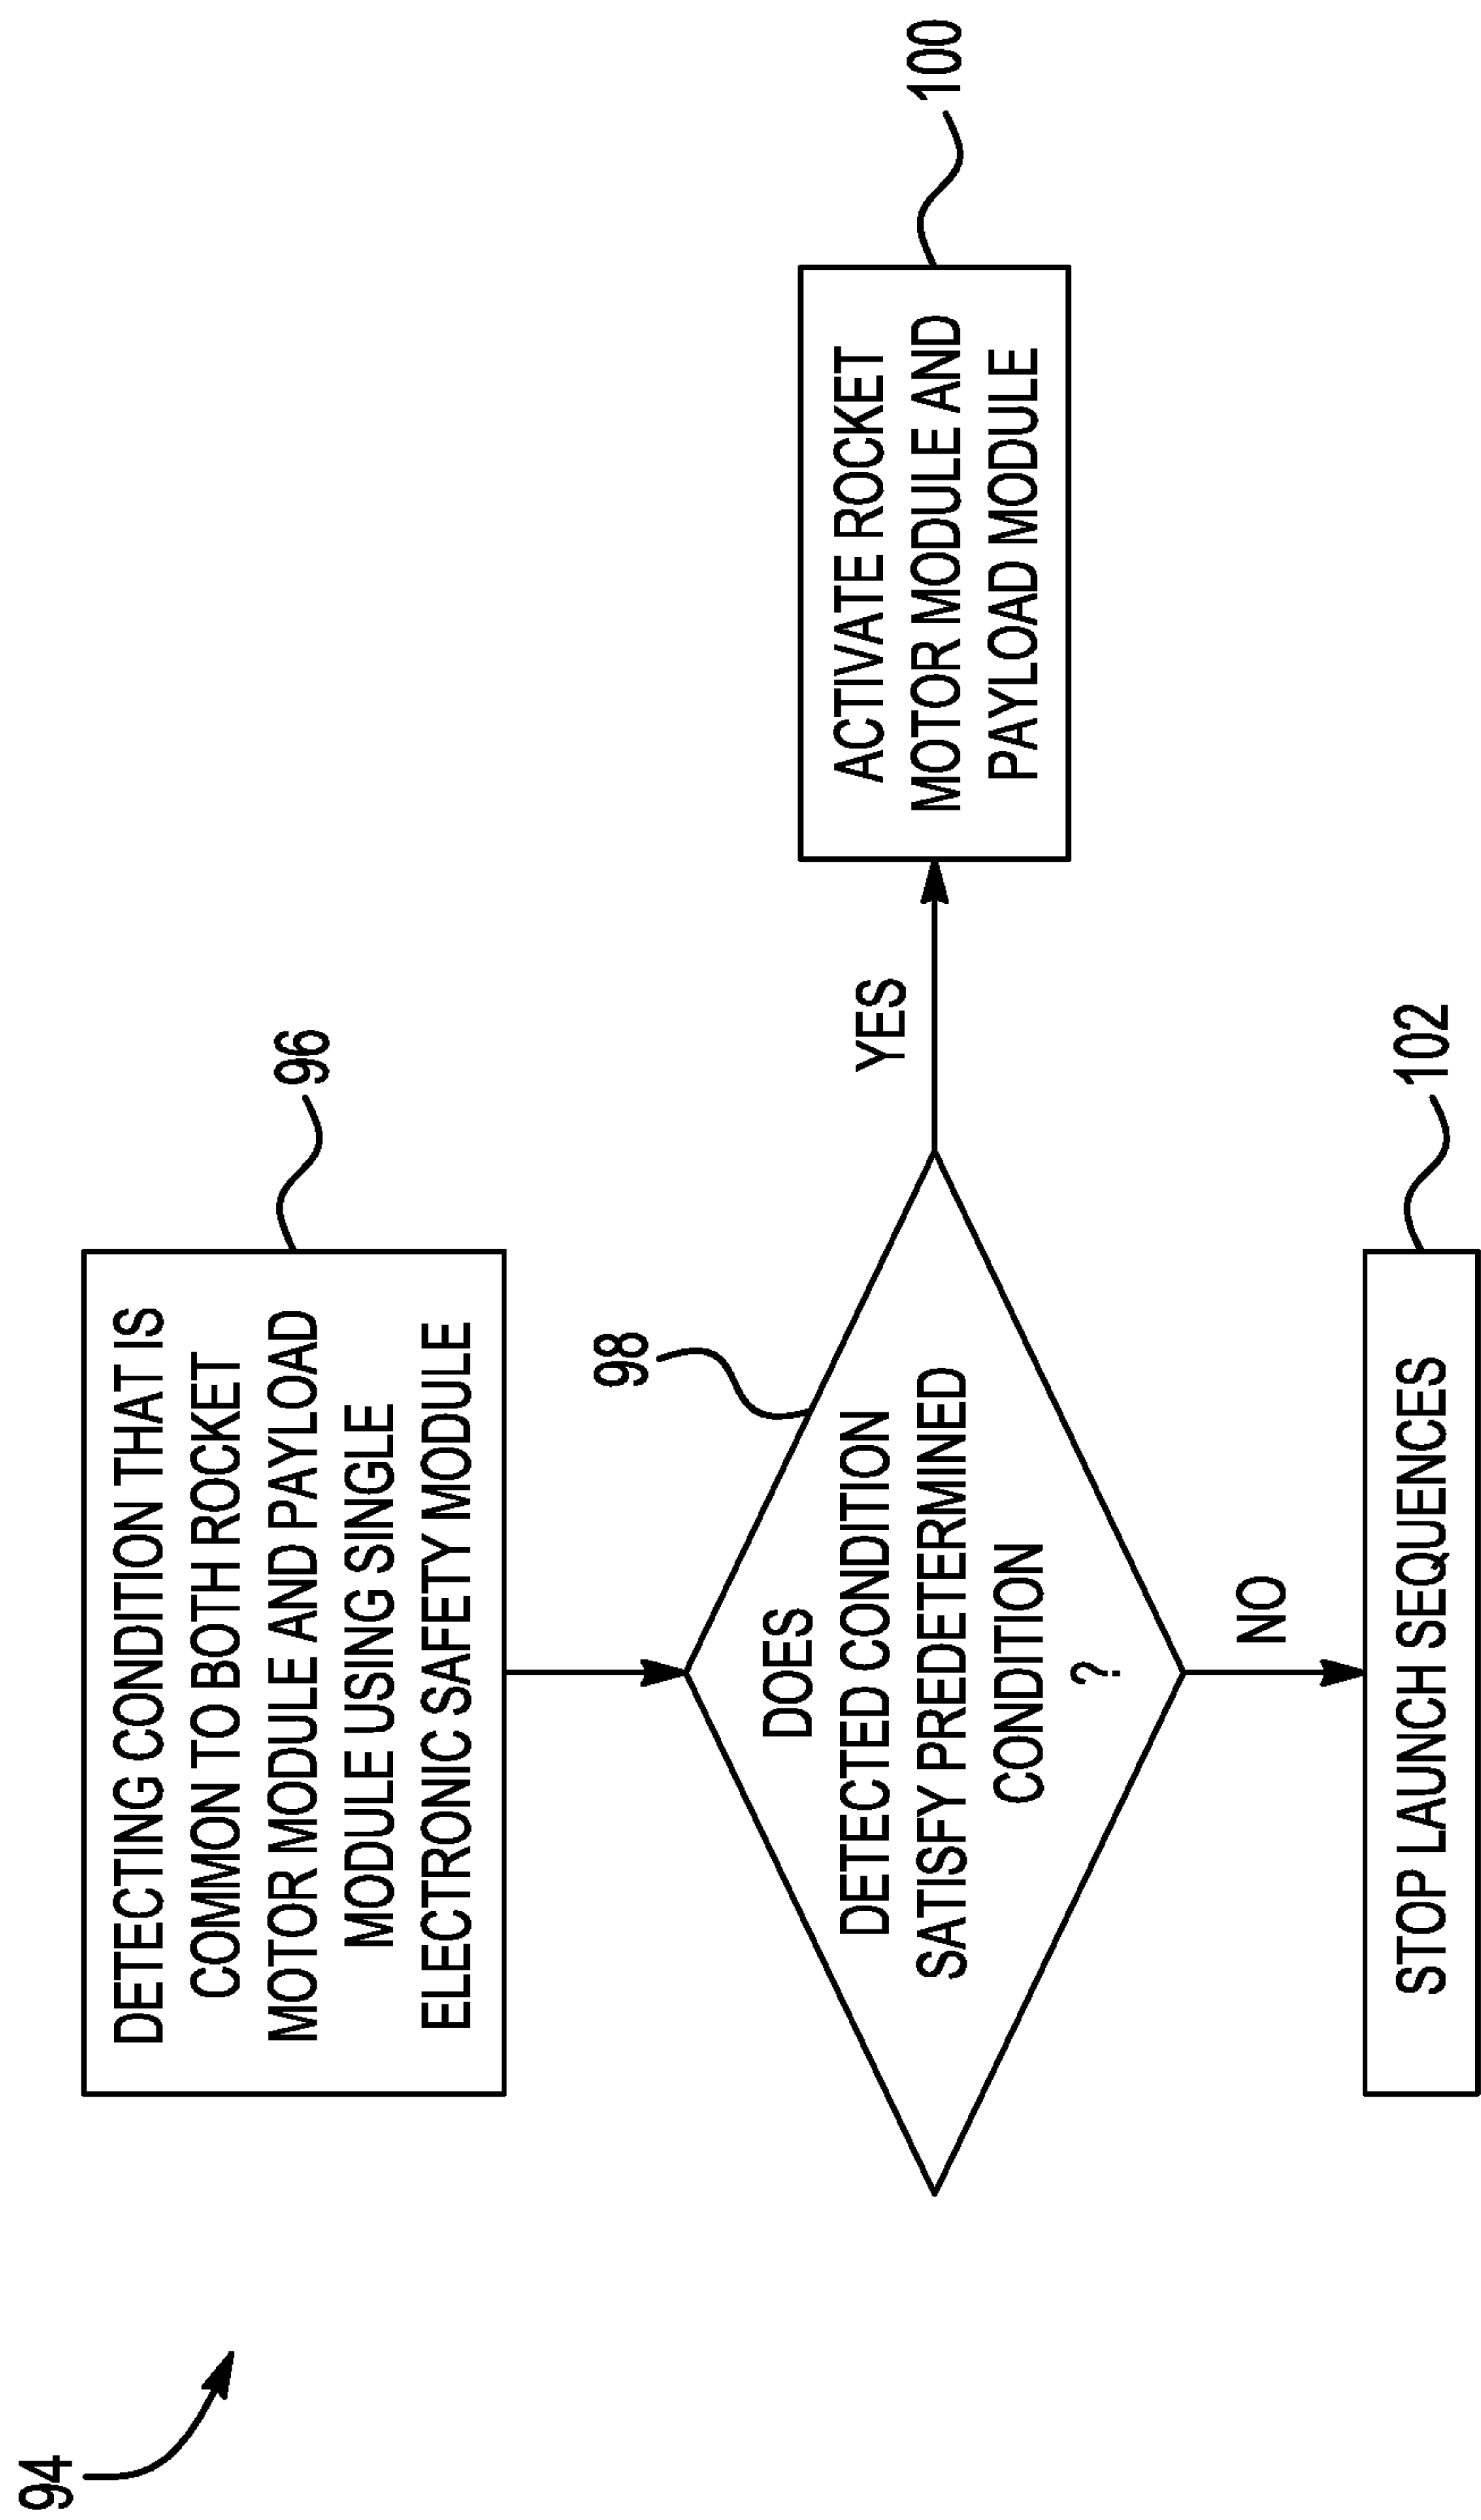 94
DETECTING CONDITION THAT IS
COMMON TO BOTH ROCKET
MOTOR MODULE AND PAYLOAD
MODULE USING SINGLE
ELECTRONIC SAFETY MODULE
96
98
DOES
DETECTED CONDITION
SATISFY PREDETERMINED
CONDITION
?
YES
ACTIVATE ROCKET
MOTOR MODULE AND
PAYLOAD MODULE
100
NO
STOP LAUNCH SEQUENCES
102